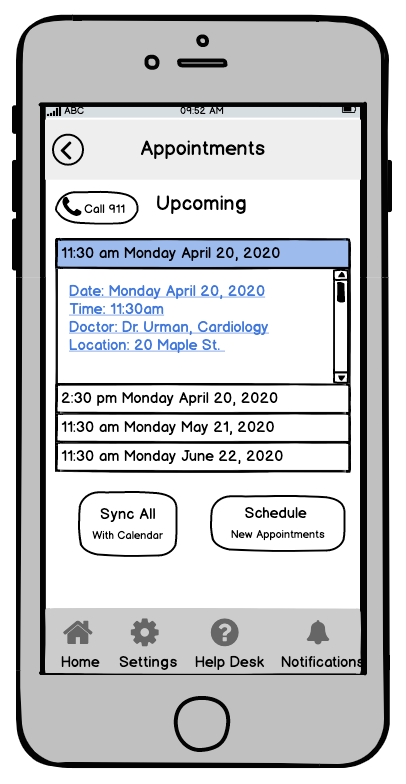 ABC 09:52 AM
Appointments
Call 911
Upcoming
11:30 am Monday April 20, 2020
Date: Monday April 20, 2020
Time: 11:30am
Doctor: Dr. Urman, Cardiology
Location: 20 Maple St.
2:30 pm Monday April 20, 2020
11:30 am Monday May 21, 2020
11:30 am Monday June 22, 2020
Sync All
With Calendar
Schedule
New Appointments
?
Home Settings Help Desk Notifications